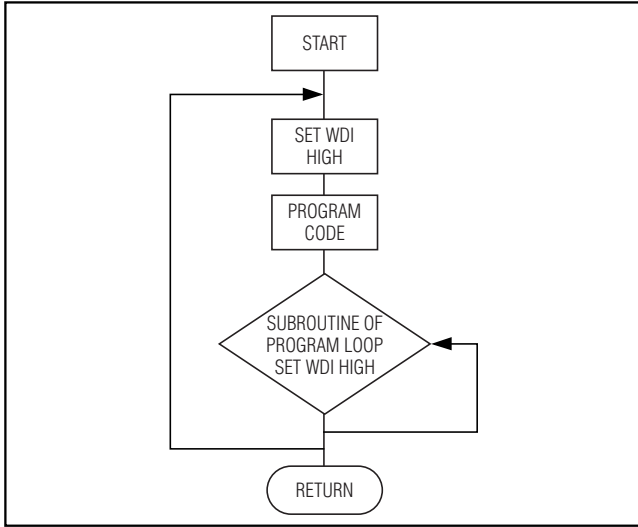 START
SET WDI
HIGH
PROGRAM
CODE
SUBROUTINE OF
PROGRAM LOOP
SET WDI HIGH
RETURN